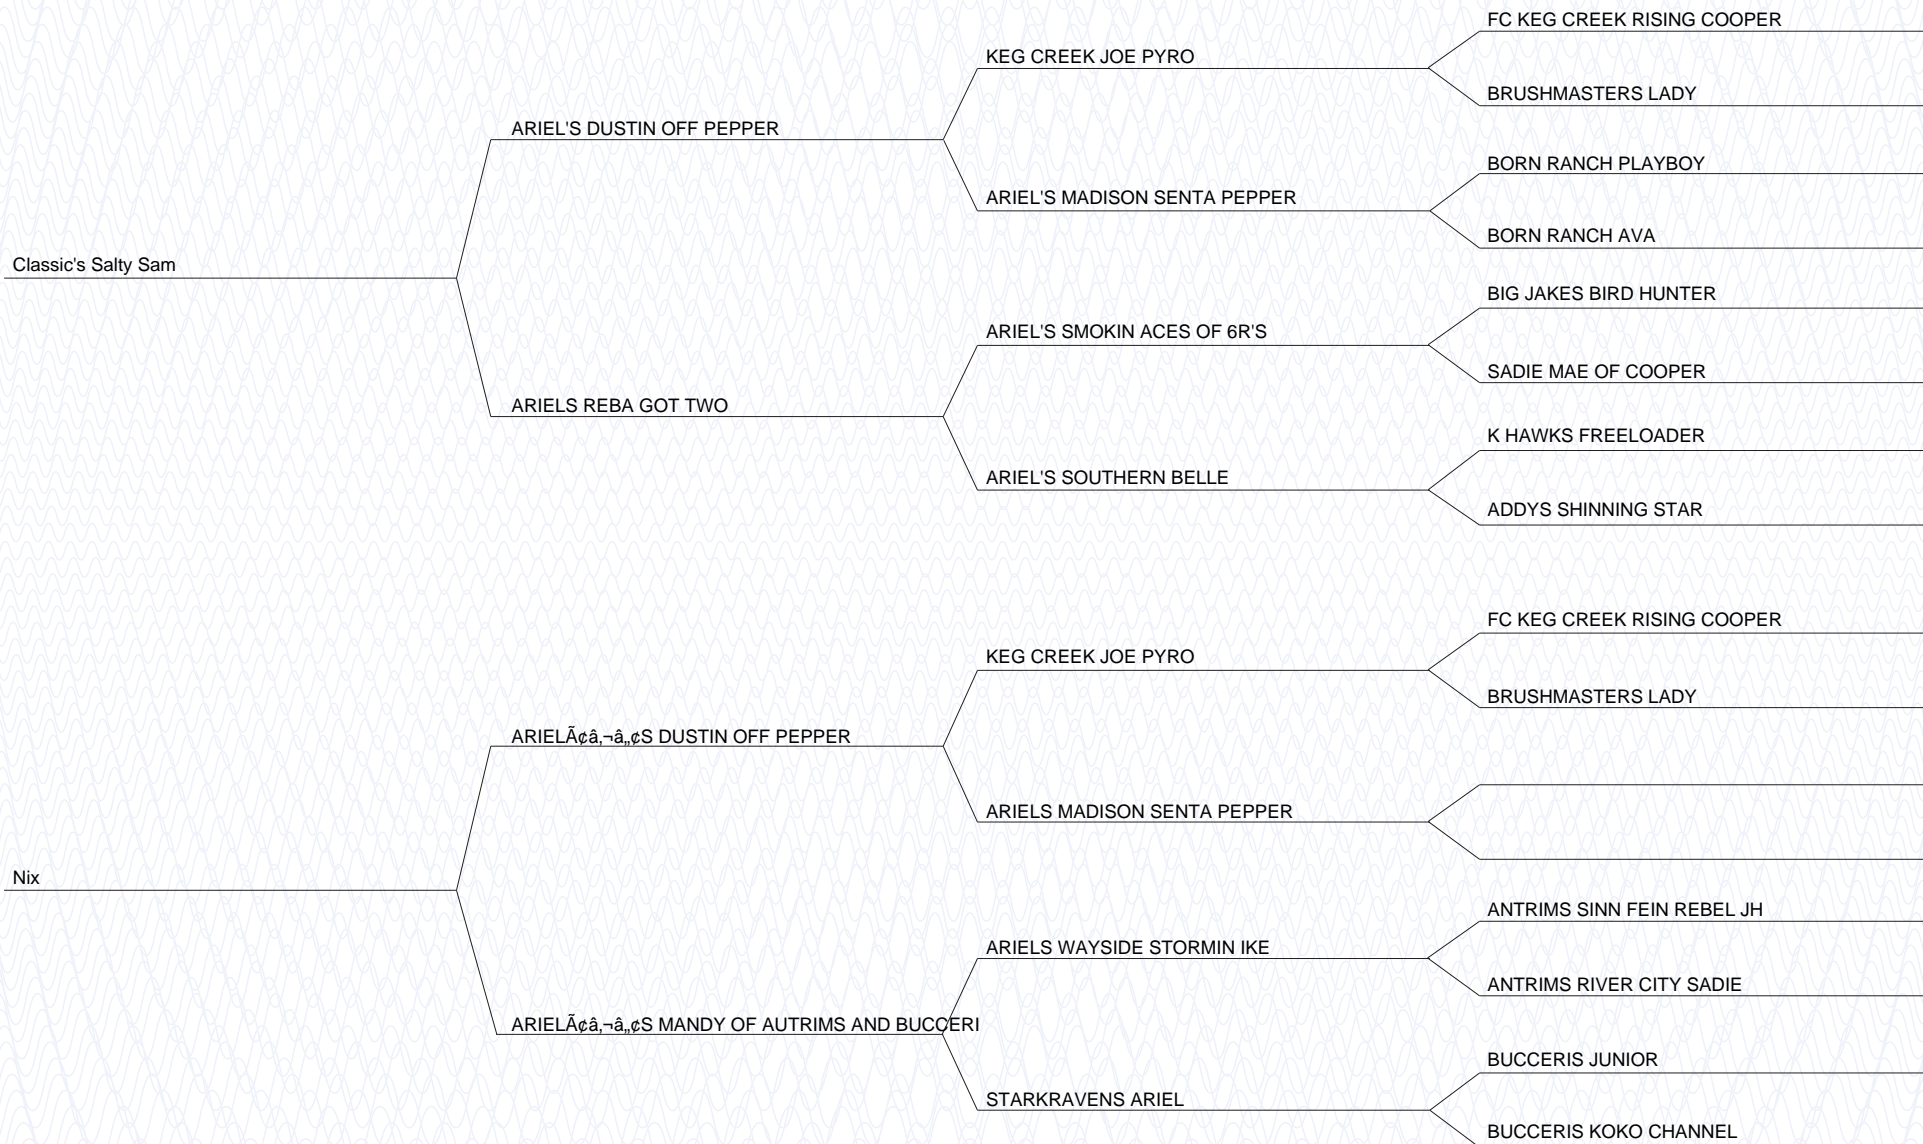 FC KEG CREEK RISING COOPER
KEG CREEK JOE PYRO
BRUSHMASTERS LADY
ARIEL'S DUSTIN OFF PEPPER
BORN RANCH PLAYBOY
ARIEL'S MADISON SENTA PEPPER
BORN RANCH AVA
Classic's Salty Sam
BIG JAKES BIRD HUNTER
ARIEL'S SMOKIN ACES OF 6R'S
SADIE MAE OF COOPER
ARIELS REBA GOT TWO
K HAWKS FREELOADER
ARIEL'S SOUTHERN BELLE
ADDYS SHINNING STAR
FC KEG CREEK RISING COOPER
KEG CREEK JOE PYRO
BRUSHMASTERS LADY
ARIELÃ¢â‚¬â„¢S DUSTIN OFF PEPPER
ARIELS MADISON SENTA PEPPER
Nix
ANTRIMS SINN FEIN REBEL JH
ARIELS WAYSIDE STORMIN IKE
ANTRIMS RIVER CITY SADIE
ARIELÃ¢â‚¬â„¢S MANDY OF AUTRIMS AND BUCCERI
BUCCERIS JUNIOR
STARKRAVENS ARIEL
BUCCERIS KOKO CHANNEL